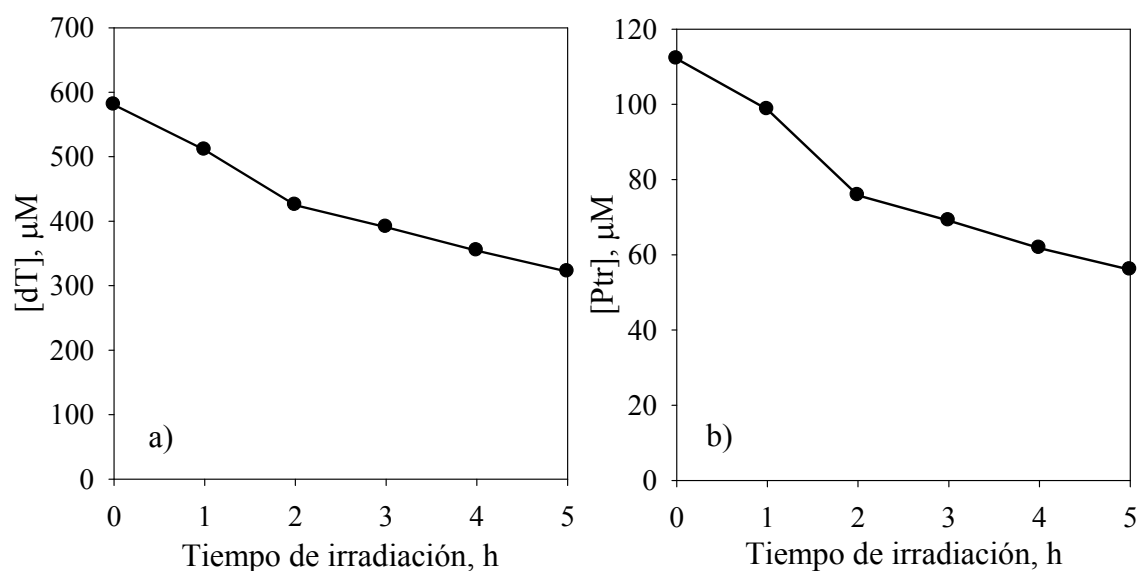 700
600
500
400
300
200
100
0
[dT], μM
a)
0 1 2 3 4 5
Tiempo de irradiación, h
120
100
80
60
40
20
0
[Ptr], μM
b)
0 1 2 3 4 5
Tiempo de irradiación, h